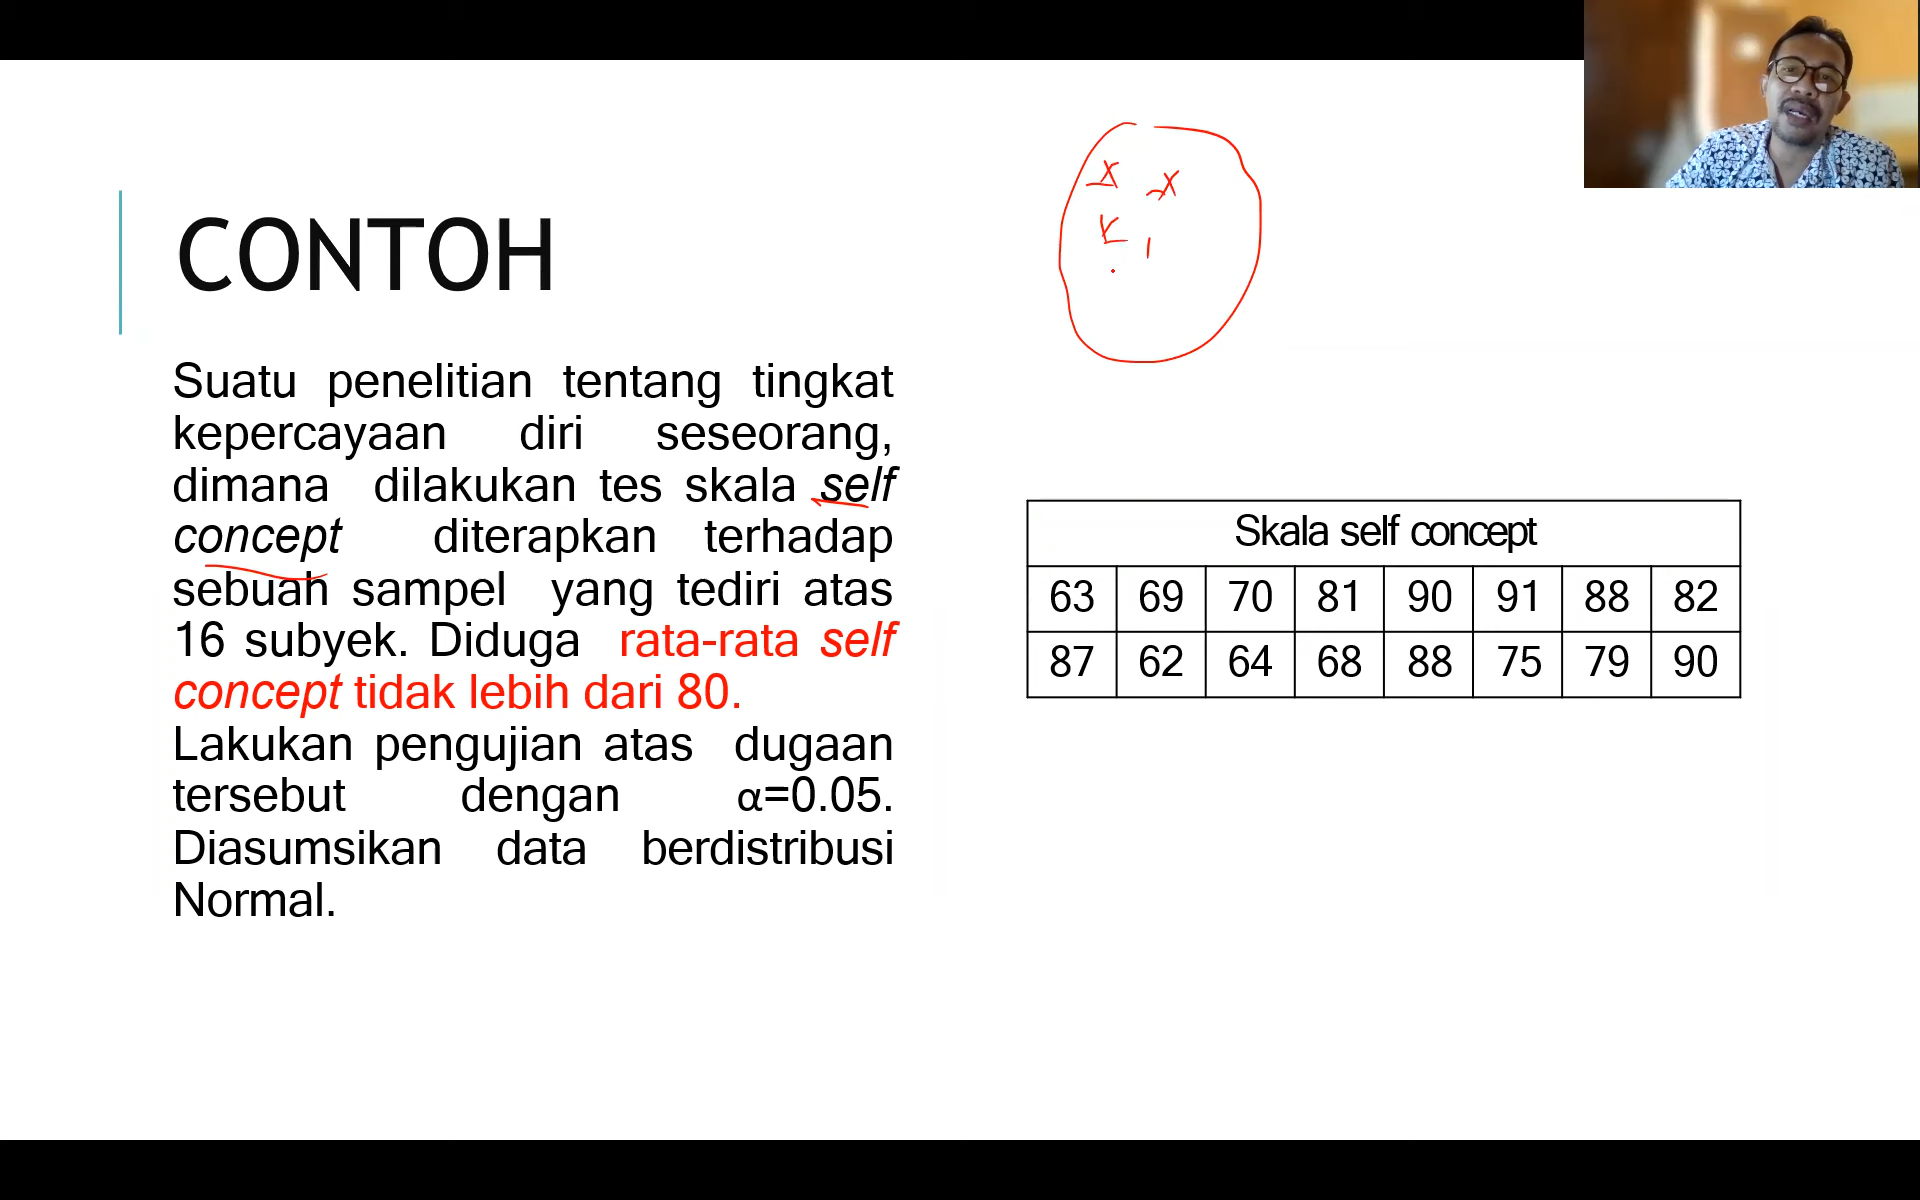 CONTOH
Suatu penelitian tentang tingkat
kepercayaan diri seseorang,
dimana dilakukan tes skala self
concept diterapkan terhadap
sebuah sampel yang tediri atas
16 subyek. Diduga rata-rata self
concept tidak lebih dari 80.
Lakukan pengujian atas dugaan
tersebut dengan α=0.05.
Diasumsikan data berdistribusi
Normal.
Skala self concept
63 69 70 81 90 91 88 82
87 62 64 68 88 75 79 90